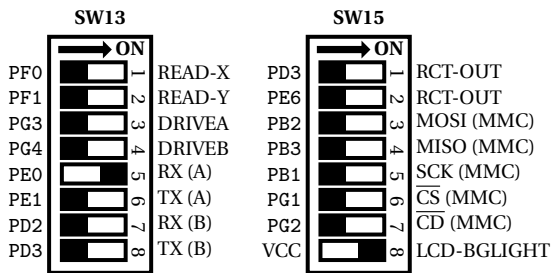 SW13
ON
PF0 1 READ-X
PF1 2 READ-Y
PG3 3 DRIVEA
PG4 4 DRIVEB
PE0 5 RX (A)
PE1 6 TX (A)
PD2 7 RX (B)
PD3 8 TX (B)
SW15
ON
PD3 1 RCT-OUT
PE6 2 RCT-OUT
PB2 3 MOSI (MMC)
PB3 4 MISO (MMC)
PB1 5 SCK (MMC)
PG1 6 C̅S̅ (MMC)
PG2 7 C̅D̅ (MMC)
VCC 8 LCD-BGLIGHT